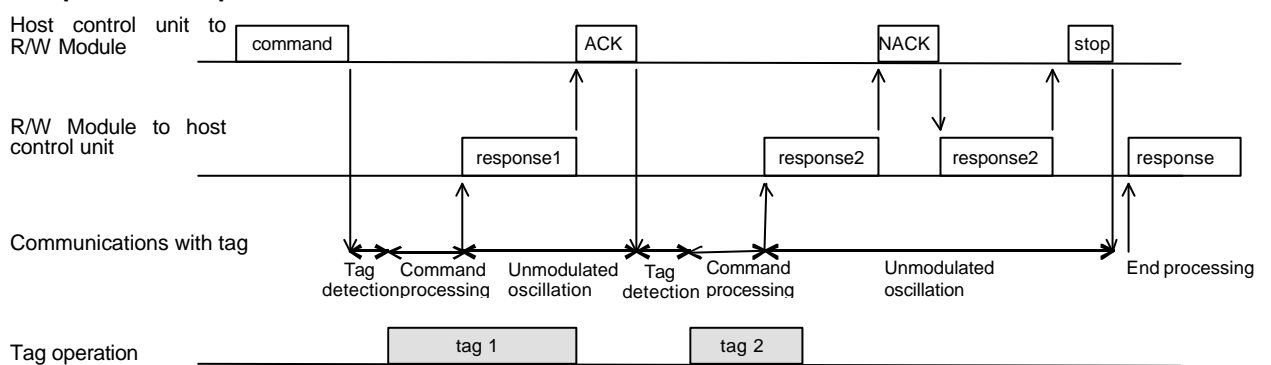 Host control unit to
R/W Module
command
ACK
NACK
stop
R/W Module to host
control unit
response1
response2
response2
response
Communications with tag
Tag
detection
Command
processing
Unmodulated
oscillation
Tag
detection
Command
processing
Unmodulated
oscillation
End processing
Tag operation
tag 1
tag 2